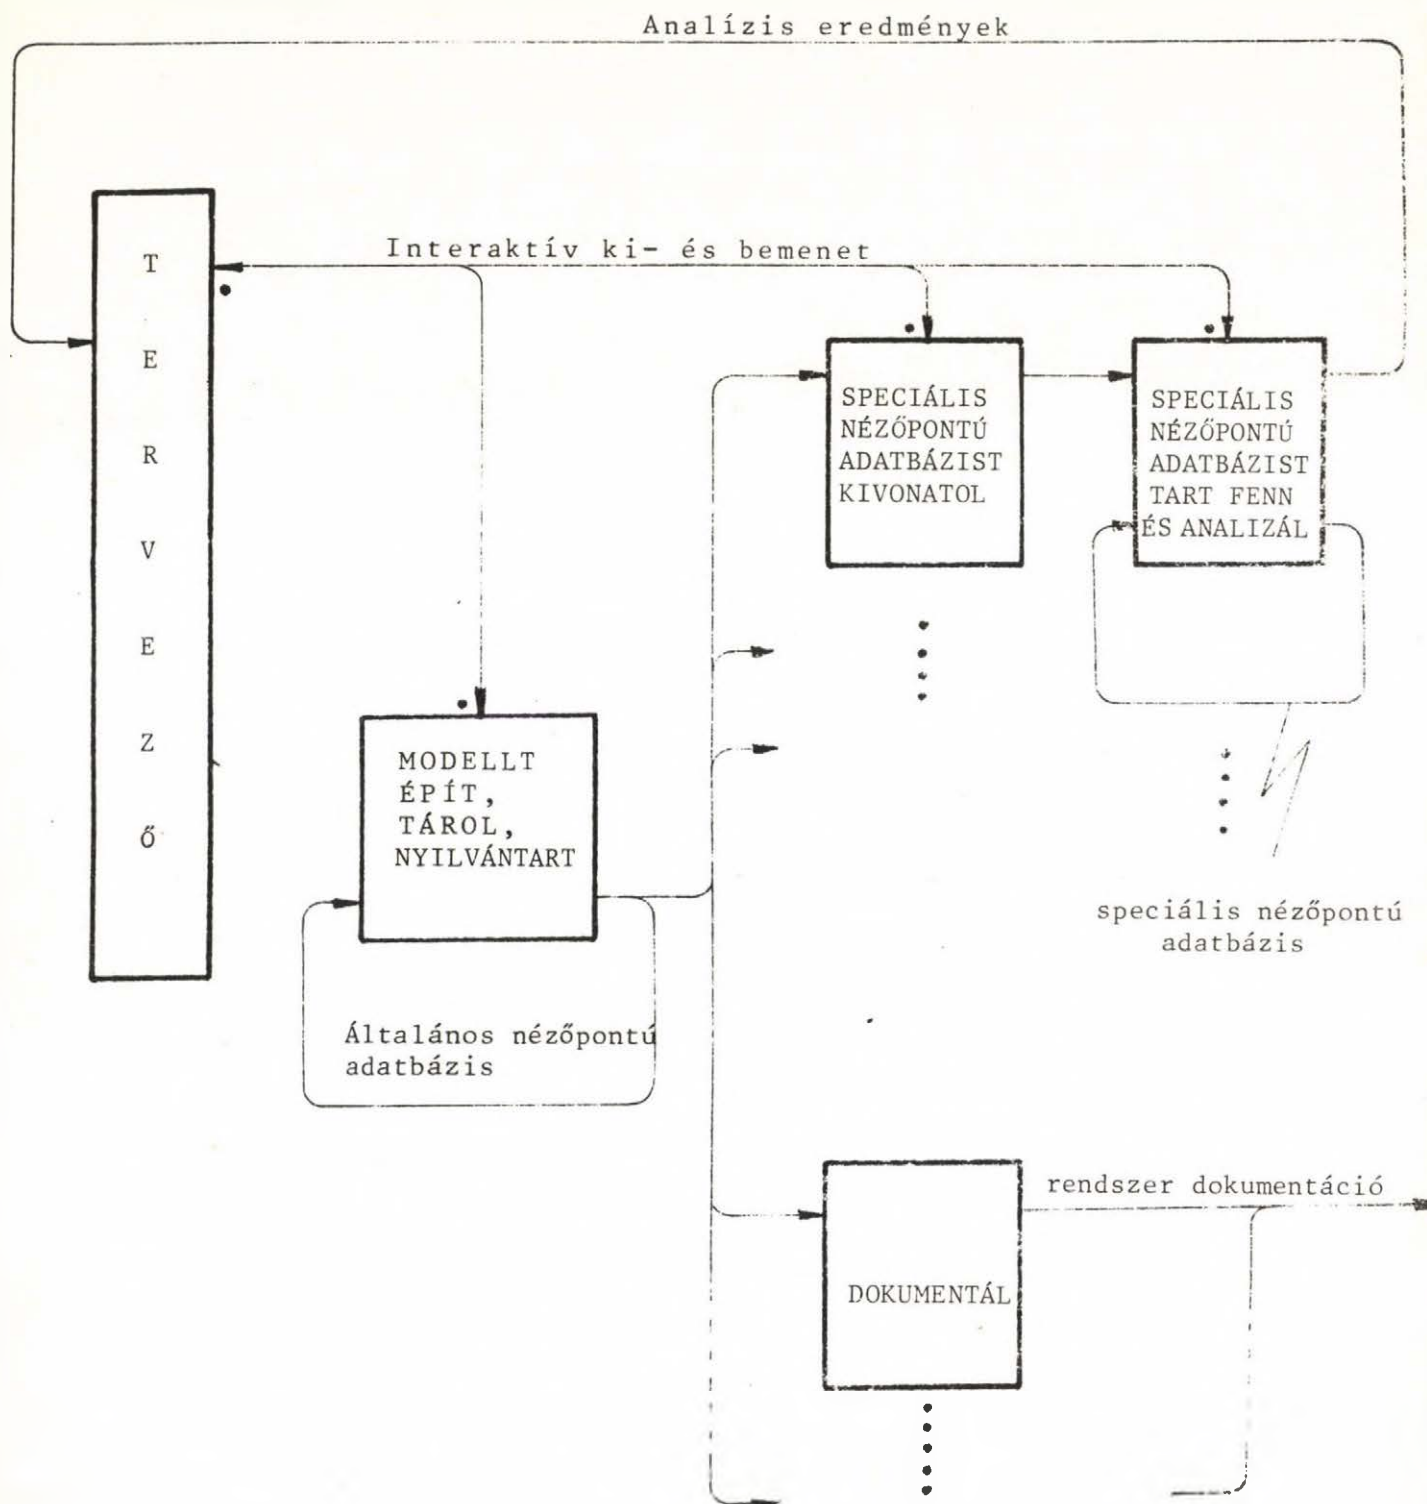 Analízis eredmények
Interaktív ki- és bemenet
TERVEZŐ
SPECIÁLIS
NÉZŐPONTÚ
ADATBÁZIST
KIVONATOL
SPECIÁLIS
NÉZŐPONTÚ
ADATBÁZIST
TART FENN
ÉS ANALIZÁL
MODELLT
ÉPÍT,
TÁROL,
NYILVÁNTART
speciális nézőpontú
adatbázis
Általános nézőpontú
adatbázis
rendszer dokumentáció
DOKUMENTÁL